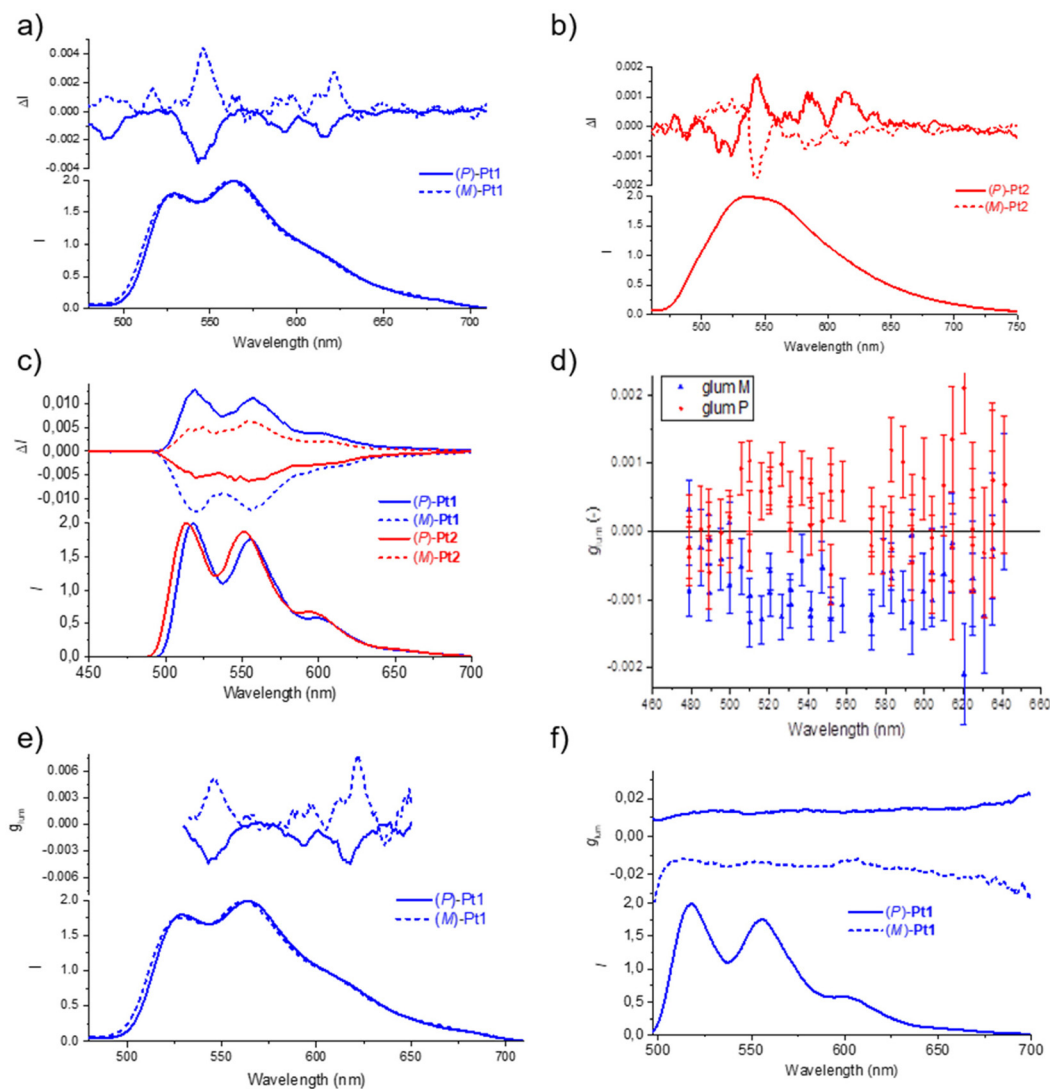 a)
0.004
0.002
0.000
-0.002
-0.004
ΔI
(P)-Pt1
(M)-Pt1
2.0
1.5
1.0
0.5
0.0
I
500 550 600 650 700
Wavelength (nm)
b)
0.002
0.001
0.000
-0.001
-0.002
ΔI
(P)-Pt2
(M)-Pt2
2.0
1.5
1.0
0.5
0.0
I
500 550 600 650 700 750
Wavelength (nm)
c)
0,010
0,005
0,000
-0,005
-0,010
ΔI
(P)-Pt1
(M)-Pt1
(P)-Pt2
(M)-Pt2
2,0
1,5
1,0
0,5
0,0
I
450 500 550 600 650 700
Wavelength (nm)
d)
glum M
glum P
0.002
0.001
0.000
-0.001
-0.002
glum (-)
460 480 500 520 540 560 580 600 620 640 660
Wavelength (nm)
e)
0.006
0.003
0.000
-0.003
-0.006
glum
(P)-Pt1
(M)-Pt1
2.0
1.5
1.0
0.5
0.0
I
500 550 600 650 700
Wavelength (nm)
f)
0,02
0,00
-0,02
glum
(P)-Pt1
(M)-Pt1
2,0
1,5
1,0
0,5
0,0
I
500 550 600 650 700
Wavelength (nm)